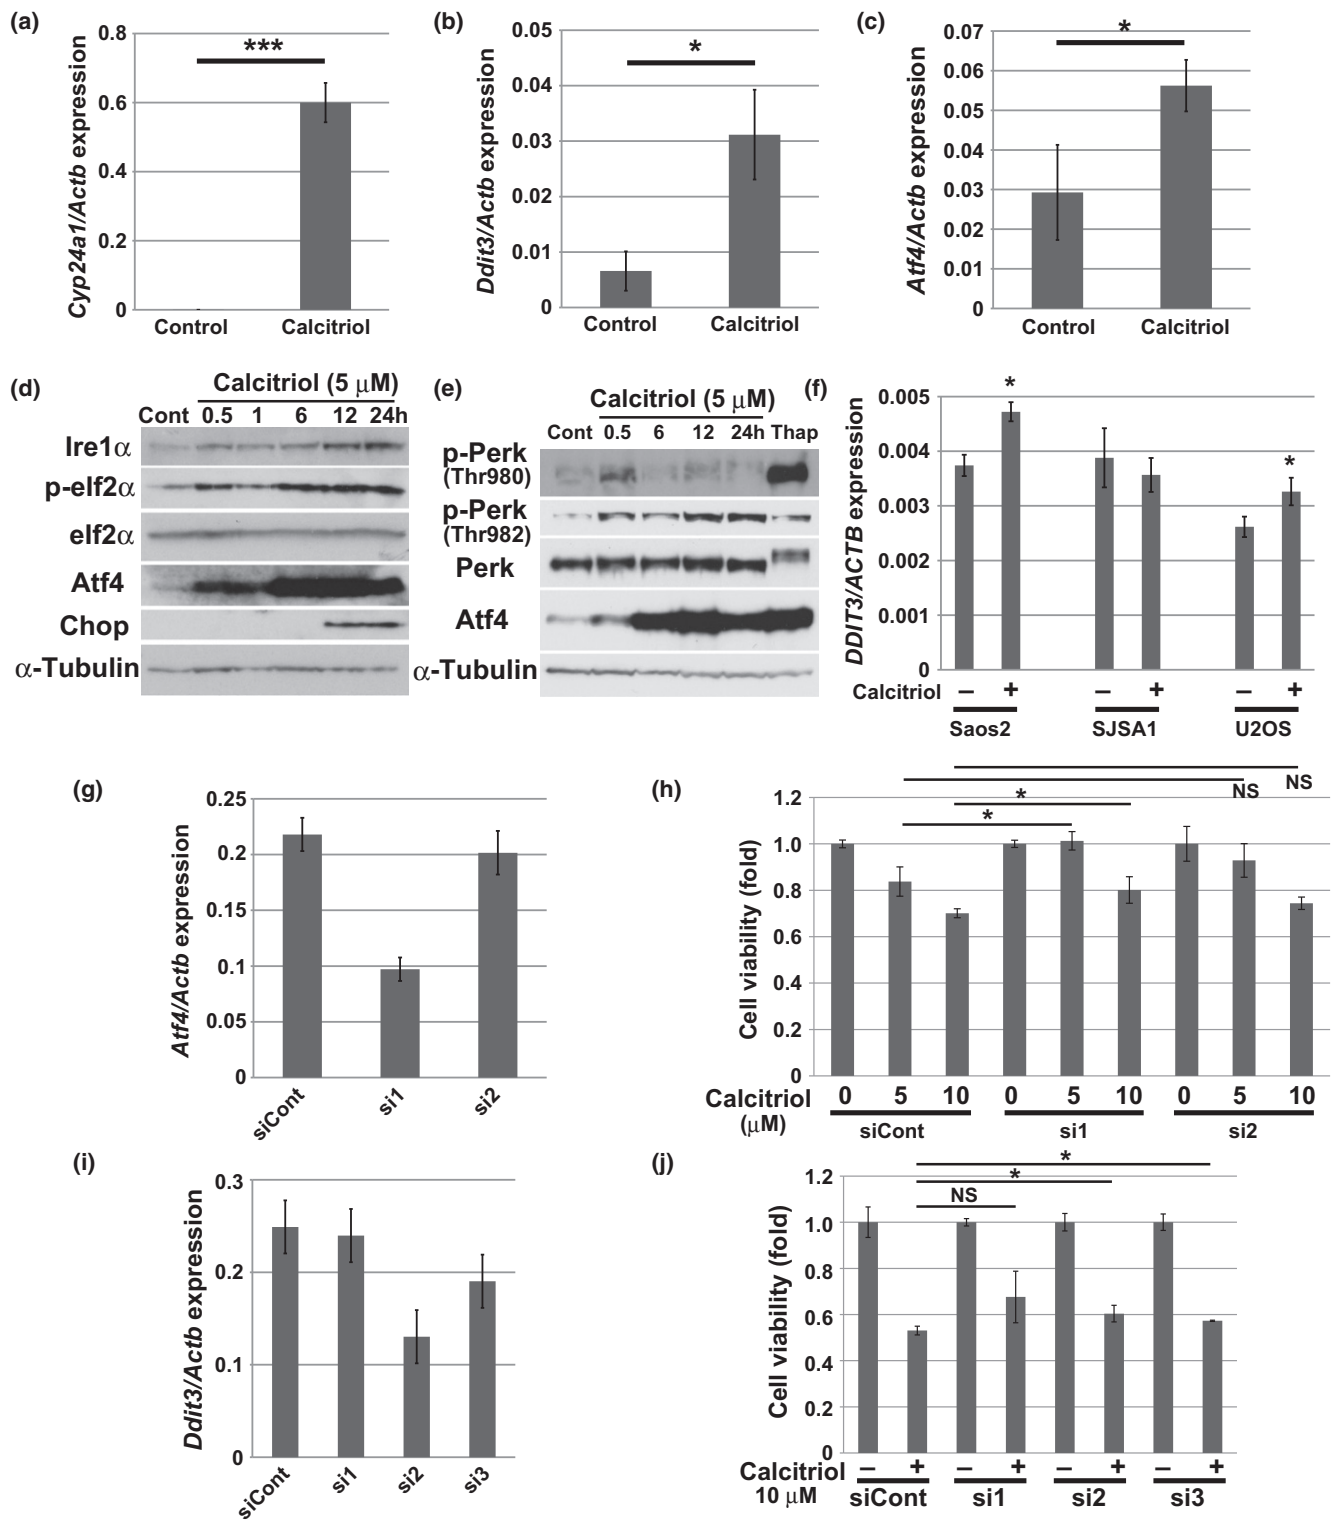 (a)
Cyp24a1/Actb expression
0.8
0.6
0.4
0.2
0
***
Control
Calcitriol
(b)
Ddit3/Actb expression
0.05
0.04
0.03
0.02
0.01
0
*
Control
Calcitriol
(c)
Atf4/Actb expression
0.07
0.06
0.05
0.04
0.03
0.02
0.01
0
*
Control
Calcitriol
(d)
Calcitriol (5 μM)
Cont 0.5 1 6 12 24h
Ire1α
p-eIf2α
eIf2α
Atf4
Chop
α-Tubulin
(e)
Calcitriol (5 μM)
Cont 0.5 6 12 24h Thap
p-Perk
(Thr980)
p-Perk
(Thr982)
Perk
Atf4
α-Tubulin
(f)
DDIT3/ACTB expression
0.005
0.004
0.003
0.002
0.001
0
*
*
Calcitriol – + – + – +
Saos2 SJSA1 U2OS
(g)
Atf4/Actb expression
0.25
0.2
0.15
0.1
0.05
0
siCont
si1
si2
(h)
Cell viability (fold)
1.2
1.0
0.8
0.6
0.4
0.2
0
*
*
NS
NS
Calcitriol 0 5 10 0 5 10 0 5 10
(μM)
siCont si1 si2
(i)
Ddit3/Actb expression
0.3
0.2
0.1
0
siCont
si1
si2
si3
(j)
Cell viability (fold)
1.2
1.0
0.8
0.6
0.4
0.2
0
NS
*
*
Calcitriol – + – + – + – +
10 μM
siCont si1 si2 si3